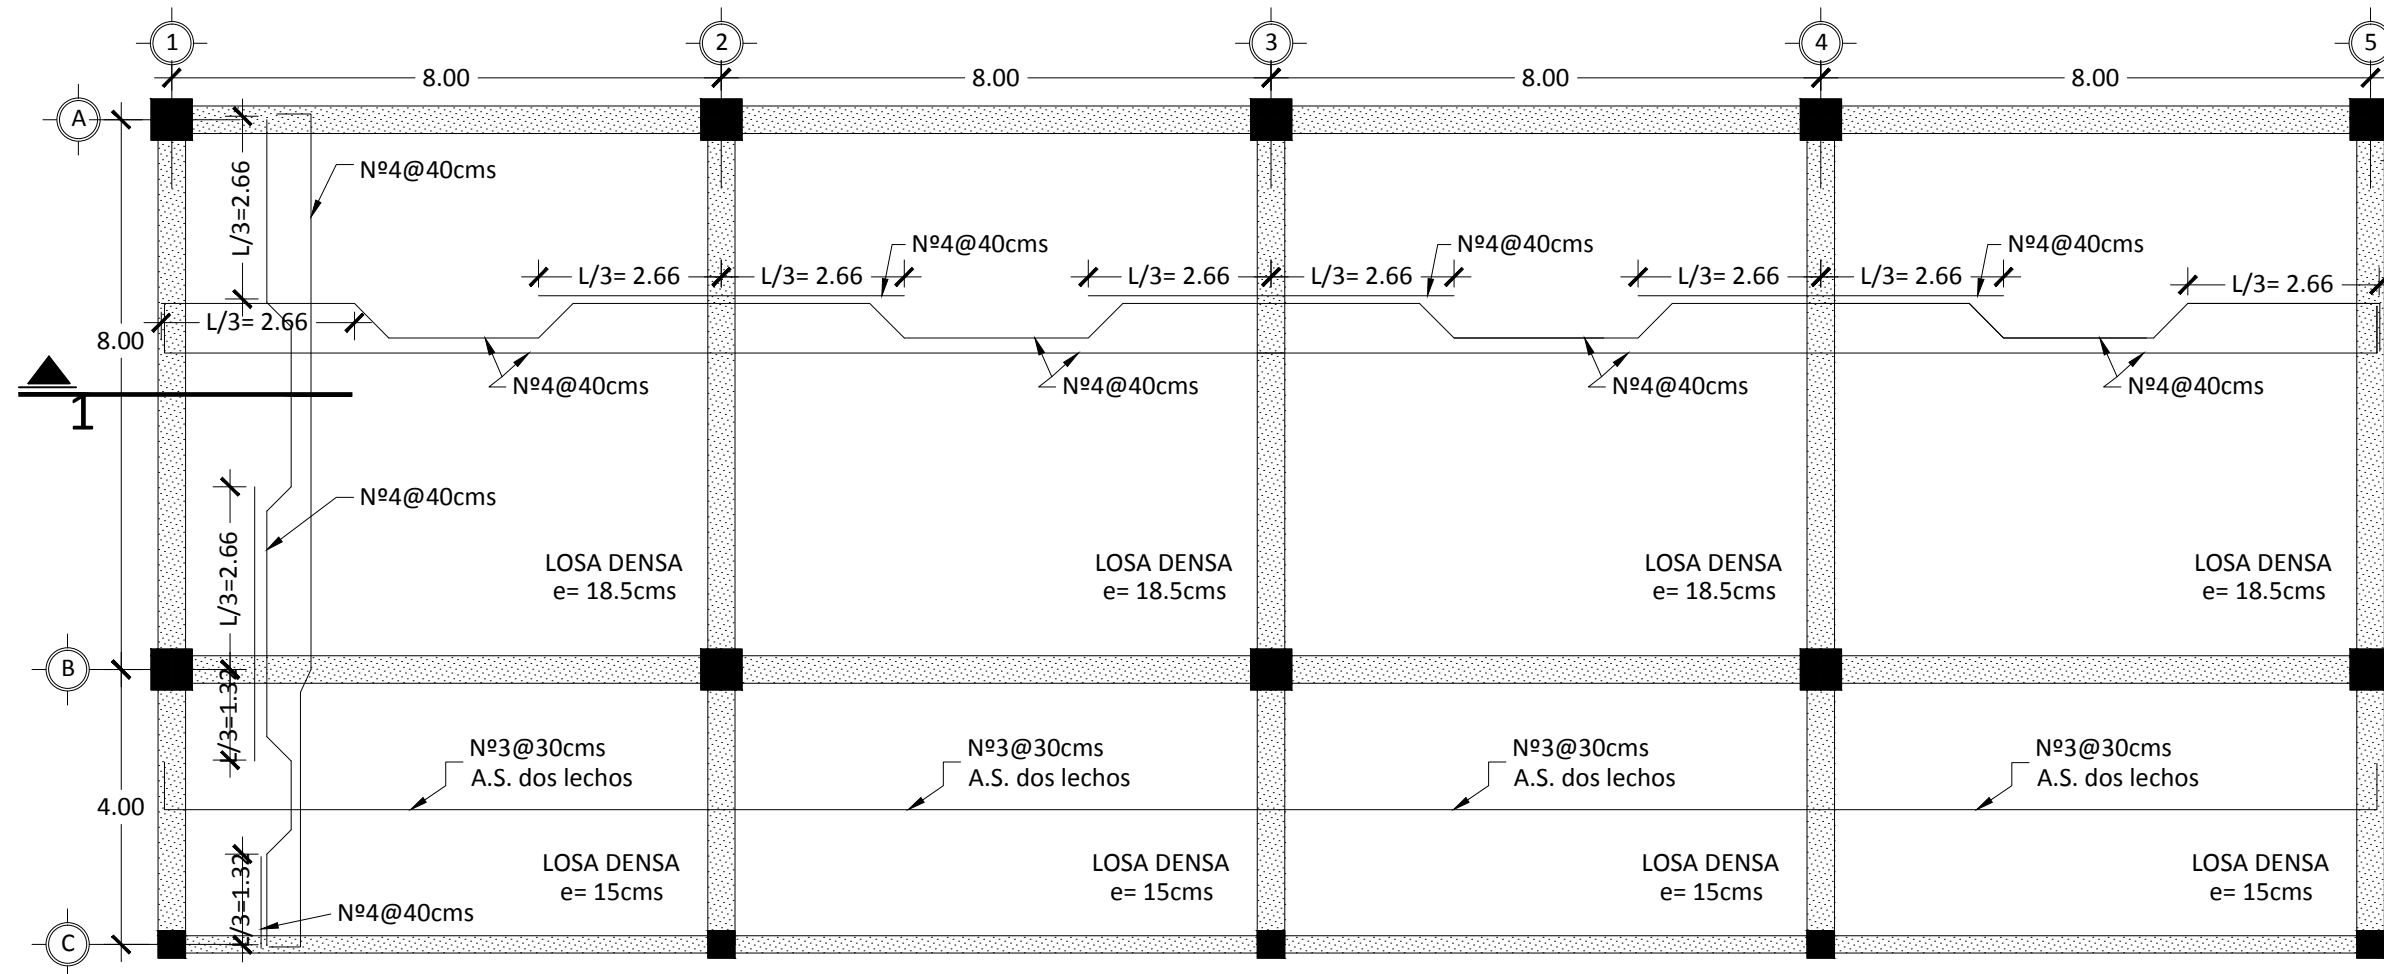 1
2
3
4
5
8.00
8.00
8.00
8.00
A
L/3=2.66
Nº4@40cms
Nº4@40cms
Nº4@40cms
Nº4@40cms
L/3= 2.66
L/3= 2.66
L/3= 2.66
L/3= 2.66
L/3= 2.66
L/3= 2.66
L/3= 2.66
L/3= 2.66
8.00
Nº4@40cms
Nº4@40cms
Nº4@40cms
Nº4@40cms
1
Nº4@40cms
L/3=2.66
LOSA DENSA
e= 18.5cms
LOSA DENSA
e= 18.5cms
LOSA DENSA
e= 18.5cms
LOSA DENSA
e= 18.5cms
B
L/3=1.32
Nº3@30cms
A.S. dos lechos
Nº3@30cms
A.S. dos lechos
Nº3@30cms
A.S. dos lechos
Nº3@30cms
A.S. dos lechos
4.00
LOSA DENSA
e= 15cms
LOSA DENSA
e= 15cms
LOSA DENSA
e= 15cms
LOSA DENSA
e= 15cms
L/3=1.32
Nº4@40cms
C